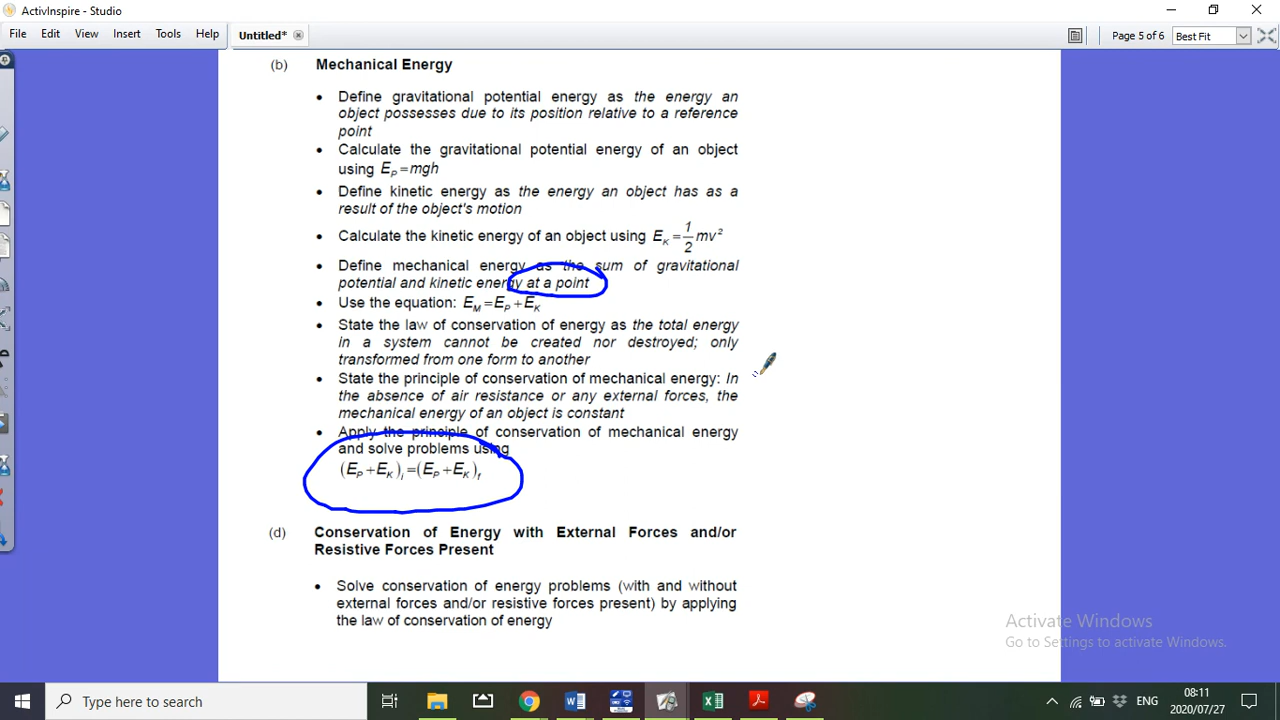 ActivInspire - Studio
File Edit View Insert Tools Help Untitled* Page 5 of 6 Best Fit
(b) Mechanical Energy
• Define gravitational potential energy as the energy an
object possesses due to its position relative to a reference
point
• Calculate the gravitational potential energy of an object
using E_P = mgh
• Define kinetic energy as the energy an object has as a
result of the object's motion
• Calculate the kinetic energy of an object using E_K = 1/2 mv²
• Define mechanical energy as the sum of gravitational
potential and kinetic energy at a point
• Use the equation: E_M = E_P + E_K
• State the law of conservation of energy as the total energy
in a system cannot be created nor destroyed; only
transformed from one form to another
• State the principle of conservation of mechanical energy: In
the absence of air resistance or any external forces, the
mechanical energy of an object is constant
• Apply the principle of conservation of mechanical energy
and solve problems using
(E_P + E_K)_i = (E_P + E_K)_f
(d) Conservation of Energy with External Forces and/or
Resistive Forces Present
• Solve conservation of energy problems (with and without
external forces and/or resistive forces present) by applying
the law of conservation of energy
Activate Windows
Go to Settings to activate Windows.
Type here to search
ENG
08:11
2020/07/27